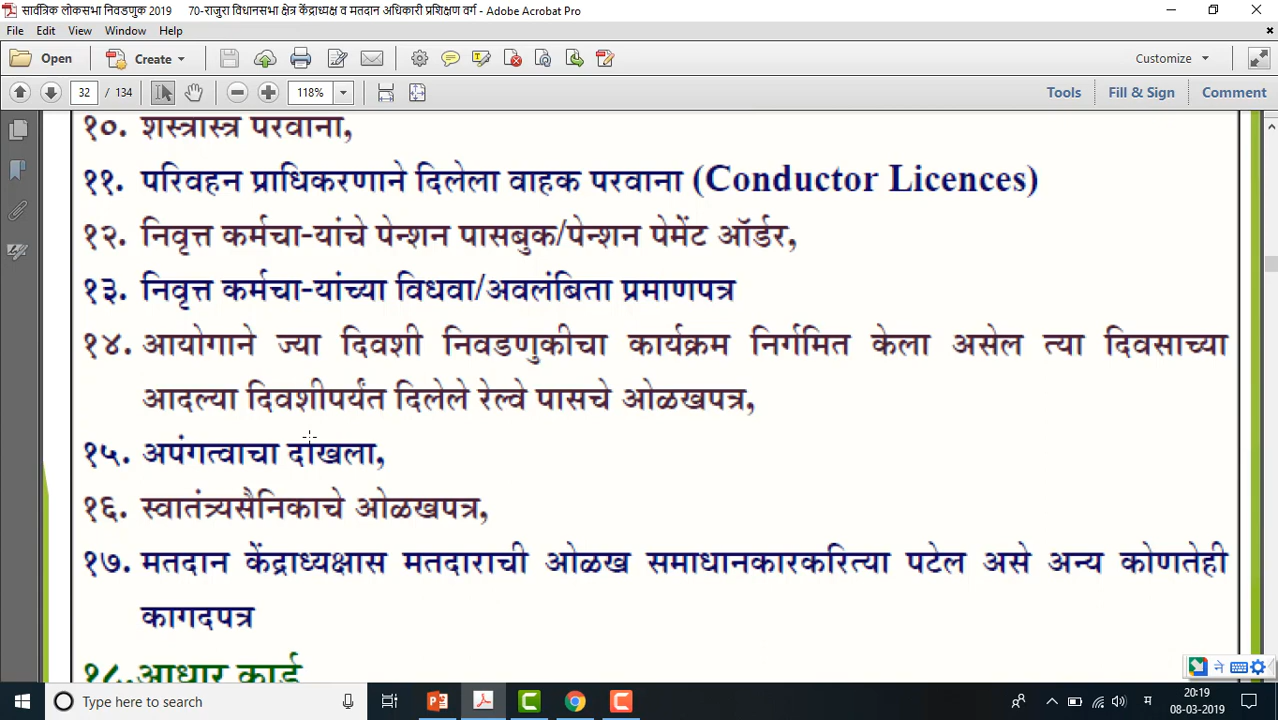 सार्वत्रिक लोकसभा निवडणुक 2019 70-राजुरा विधानसभा क्षेत्र केंद्राध्यक्ष व मतदान अधिकारी प्रशिक्षण वर्ग - Adobe Acrobat Pro
File Edit View Window Help
Open Create Customize
32 / 134 118% Tools Fill & Sign Comment
१०. शस्त्रास्त्र परवाना,
११. परिवहन प्राधिकरणाने दिलेला वाहक परवाना (Conductor Licences)
१२. निवृत्त कर्मचा-यांचे पेन्शन पासबुक/पेन्शन पेमेंट ऑर्डर,
१३. निवृत्त कर्मचा-यांच्या विधवा/अवलंबिता प्रमाणपत्र
१४. आयोगाने ज्या दिवशी निवडणुकीचा कार्यक्रम निर्गमित केला असेल त्या दिवसाच्या
आदल्या दिवशीपर्यंत दिलेले रेल्वे पासचे ओळखपत्र,
१५. अपंगत्वाचा दाखला,
१६. स्वातंत्र्यसैनिकाचे ओळखपत्र,
१७. मतदान केंद्राध्यक्षास मतदाराची ओळख समाधानकारकरित्या पटेल असे अन्य कोणतेही
कागदपत्र
१८.आधार कार्ड
ने
Type here to search म 20:19
08-03-2019